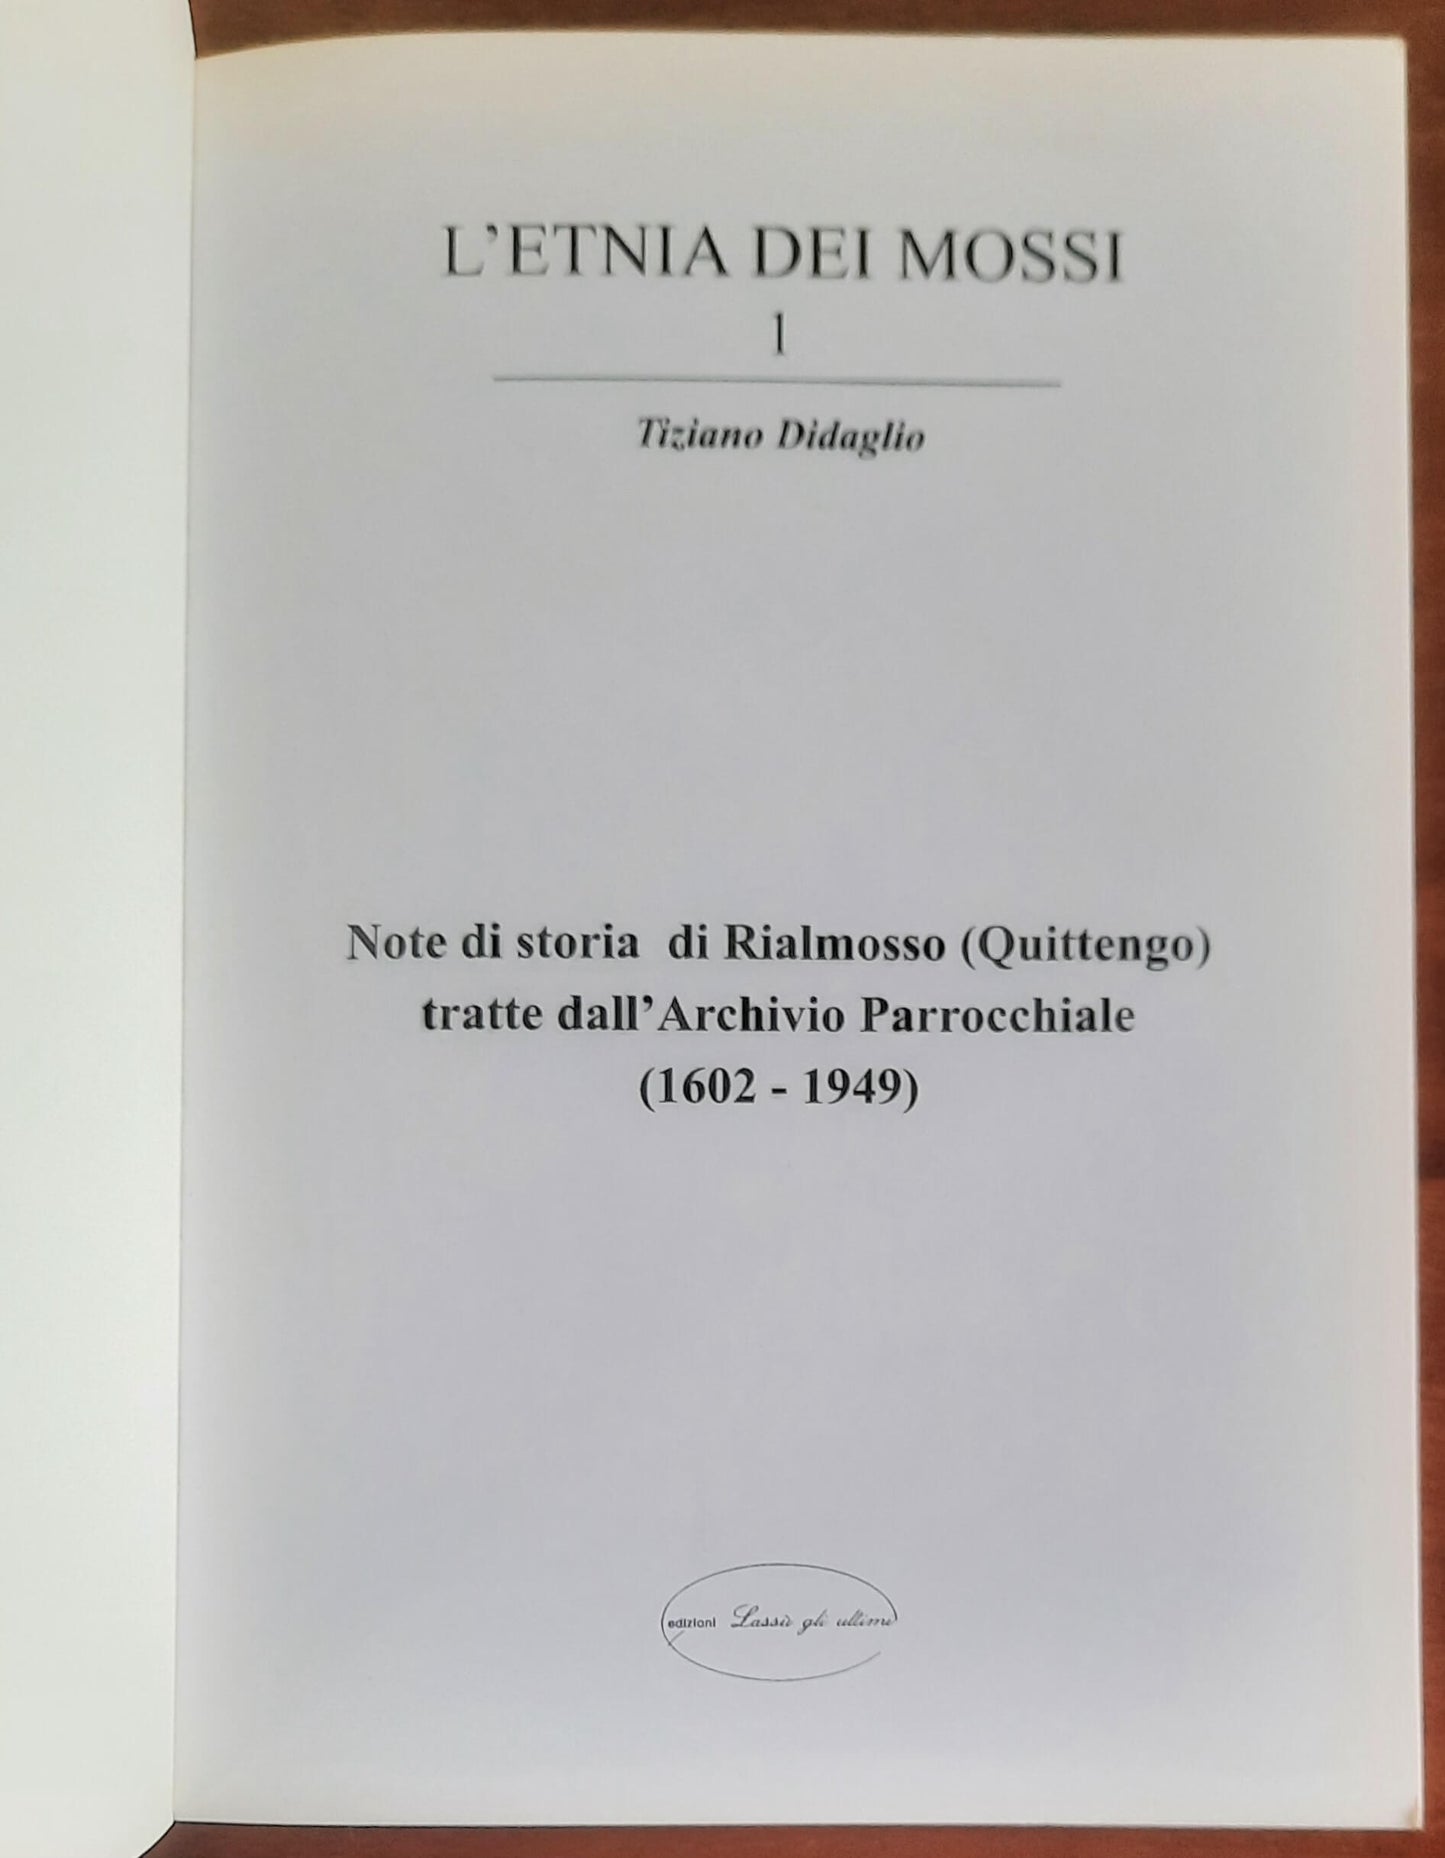 L'ETNIA DEI MOSSI
1
Tiziano Didaglio
Note di storia di Rialmosso (Quittengo)
tratte dall'Archivio Parrocchiale
(1602 - 1949)
edizioni Lassù gli ultimi